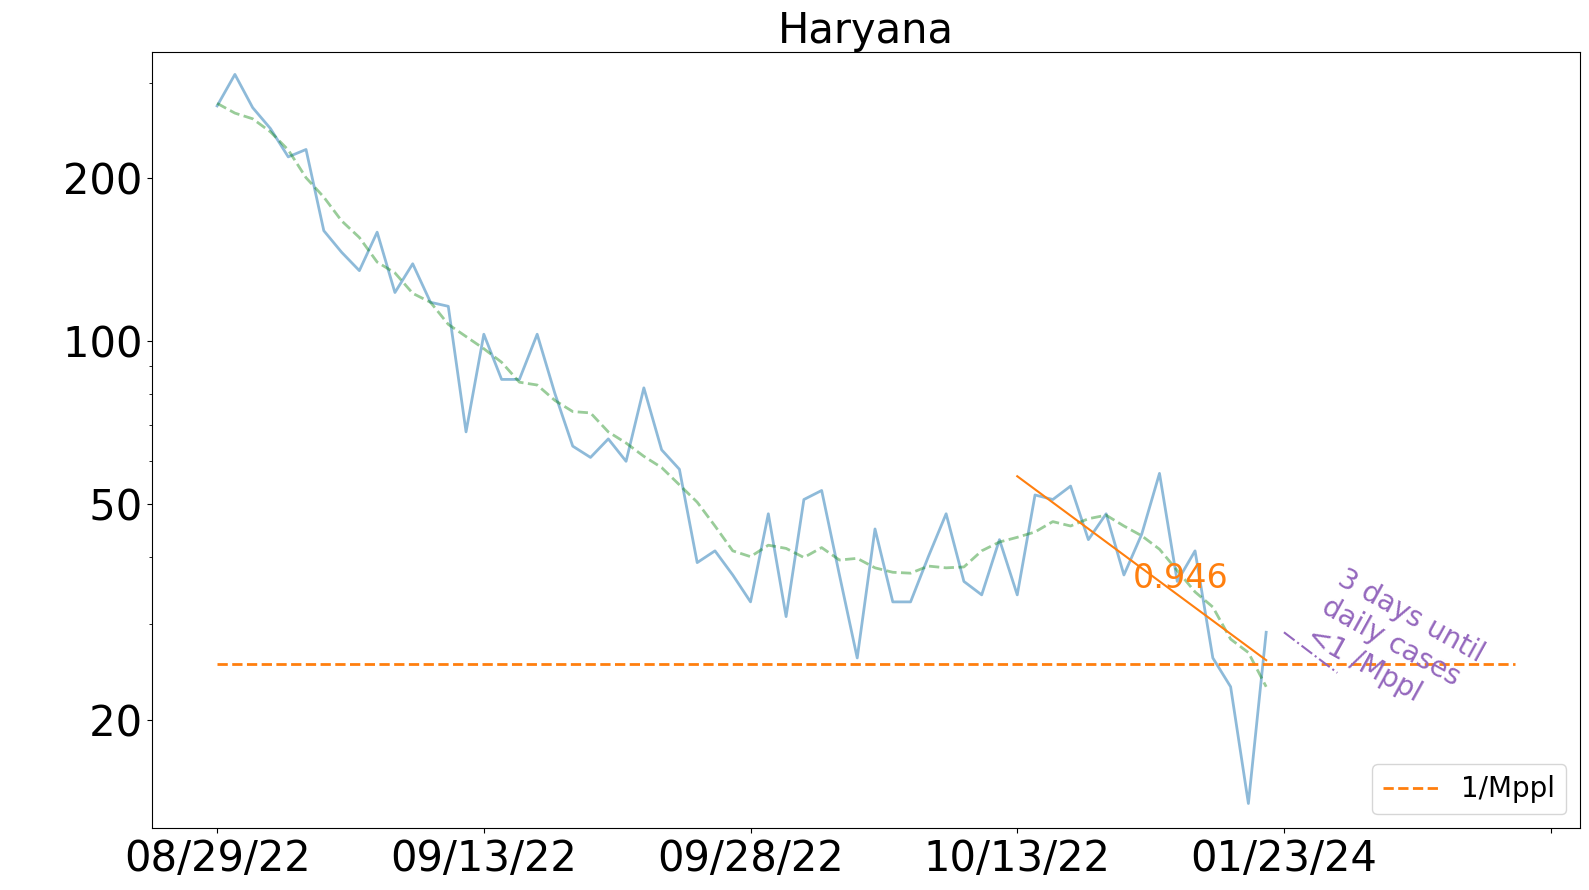 Haryana
200
100
50
20
0.946
3 days until
daily cases
<1 /Mppl
1/Mppl
08/29/22
09/13/22
09/28/22
10/13/22
01/23/24